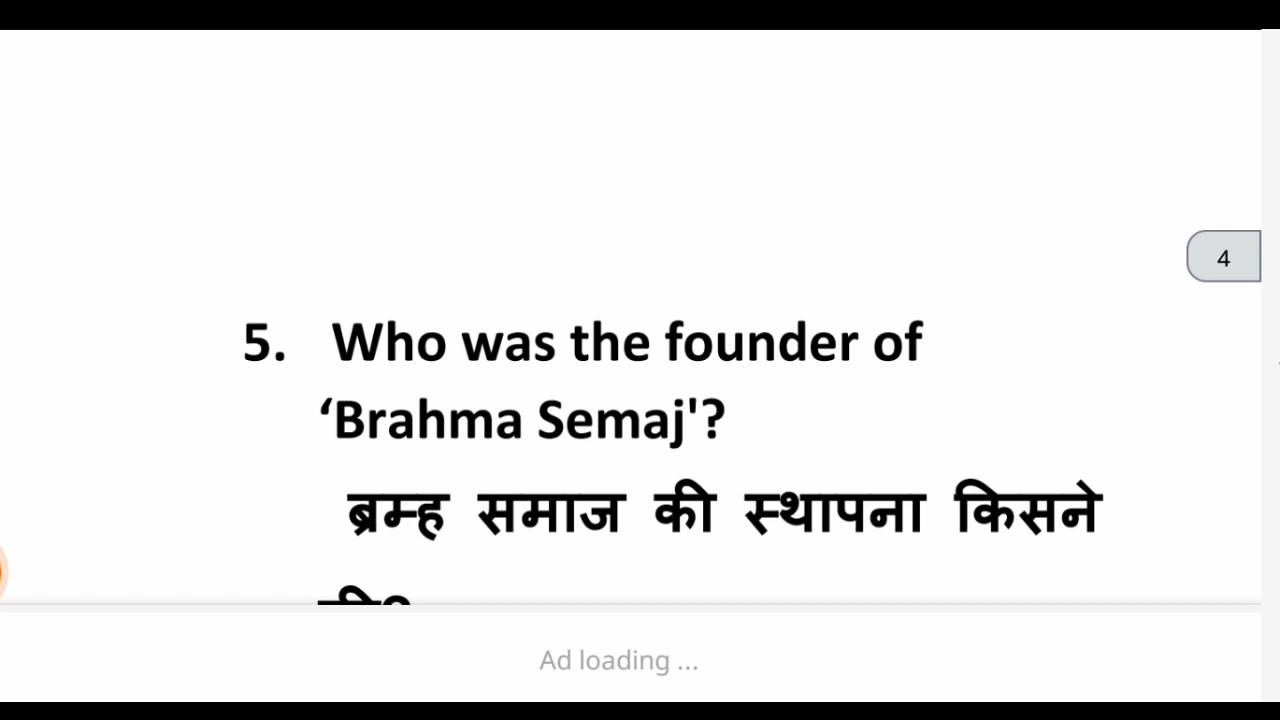 4
5. Who was the founder of
‘Brahma Semaj'?
ब्रम्ह समाज की स्थापना किसने
Ad loading ...